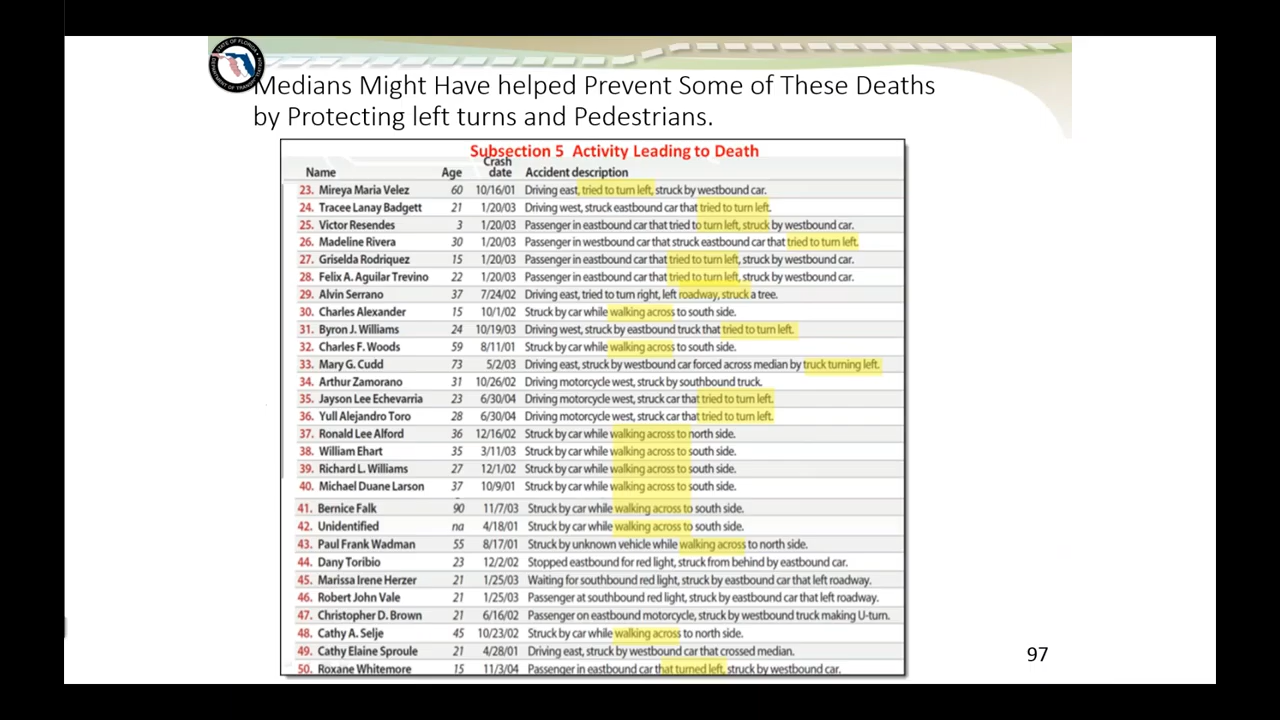 Medians Might Have helped Prevent Some of These Deaths
by Protecting left turns and Pedestrians.
Subsection 5 Activity Leading to Death
Name Age Crash date Accident description
23. Mireya Maria Velez 60 10/16/01 Driving east, tried to turn left, struck by westbound car.
24. Tracee Lanay Badgett 21 1/20/03 Driving west, struck eastbound car that tried to turn left.
25. Victor Resendes 3 1/20/03 Passenger in eastbound car that tried to turn left, struck by westbound car.
26. Madeline Rivera 30 1/20/03 Passenger in westbound car that struck eastbound car that tried to turn left.
27. Griselda Rodriquez 15 1/20/03 Passenger in eastbound car that tried to turn left, struck by westbound car.
28. Felix A. Aguilar Trevino 22 1/20/03 Passenger in eastbound car that tried to turn left, struck by westbound car.
29. Alvin Serrano 37 7/24/02 Driving east, tried to turn right, left roadway, struck a tree.
30. Charles Alexander 15 10/1/02 Struck by car while walking across to south side.
31. Byron J. Williams 24 10/19/03 Driving west, struck by eastbound truck that tried to turn left.
32. Charles F. Woods 59 8/11/01 Struck by car while walking across to south side.
33. Mary G. Cudd 73 5/2/03 Driving east, struck by westbound car forced across median by truck turning left.
34. Arthur Zamorano 31 10/26/02 Driving motorcycle west, struck by southbound truck.
35. Jayson Lee Echevarria 23 6/30/04 Driving motorcycle west, struck car that tried to turn left.
36. Yull Alejandro Toro 28 6/30/04 Driving motorcycle west, struck car that tried to turn left.
37. Ronald Lee Alford 36 12/16/02 Struck by car while walking across to north side.
38. William Ehart 35 3/11/03 Struck by car while walking across to south side.
39. Richard L. Williams 27 12/1/02 Struck by car while walking across to south side.
40. Michael Duane Larson 37 10/9/01 Struck by car while walking across to south side.
41. Bernice Falk 90 11/7/03 Struck by car while walking across to south side.
42. Unidentified na 4/18/01 Struck by car while walking across to south side.
43. Paul Frank Wadman 55 8/17/01 Struck by unknown vehicle while walking across to north side.
44. Dany Toribio 23 12/2/02 Stopped eastbound for red light, struck from behind by eastbound car.
45. Marissa Irene Herzer 21 1/25/03 Waiting for southbound red light, struck by eastbound car that left roadway.
46. Robert John Vale 21 1/25/03 Passenger at southbound red light, struck by eastbound car that left roadway.
47. Christopher D. Brown 21 6/16/02 Passenger on eastbound motorcycle, struck by westbound truck making U-turn.
48. Cathy A. Selje 45 10/23/02 Struck by car while walking across to north side.
49. Cathy Elaine Sproule 21 4/28/01 Driving east, struck by westbound car that crossed median.
50. Roxane Whitemore 15 11/3/04 Passenger in eastbound car that turned left, struck by westbound car.
97